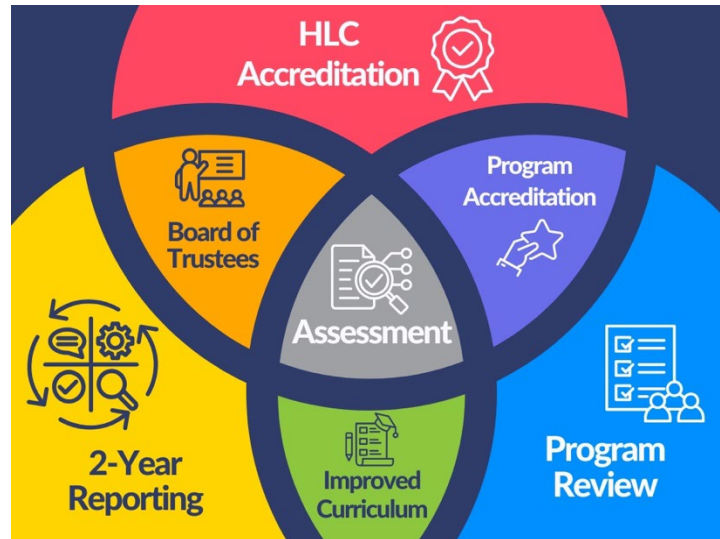 HLC
Accreditation
Board of
Trustees
Program
Accreditation
Assessment
2-Year
Reporting
Improved
Curriculum
Program
Review